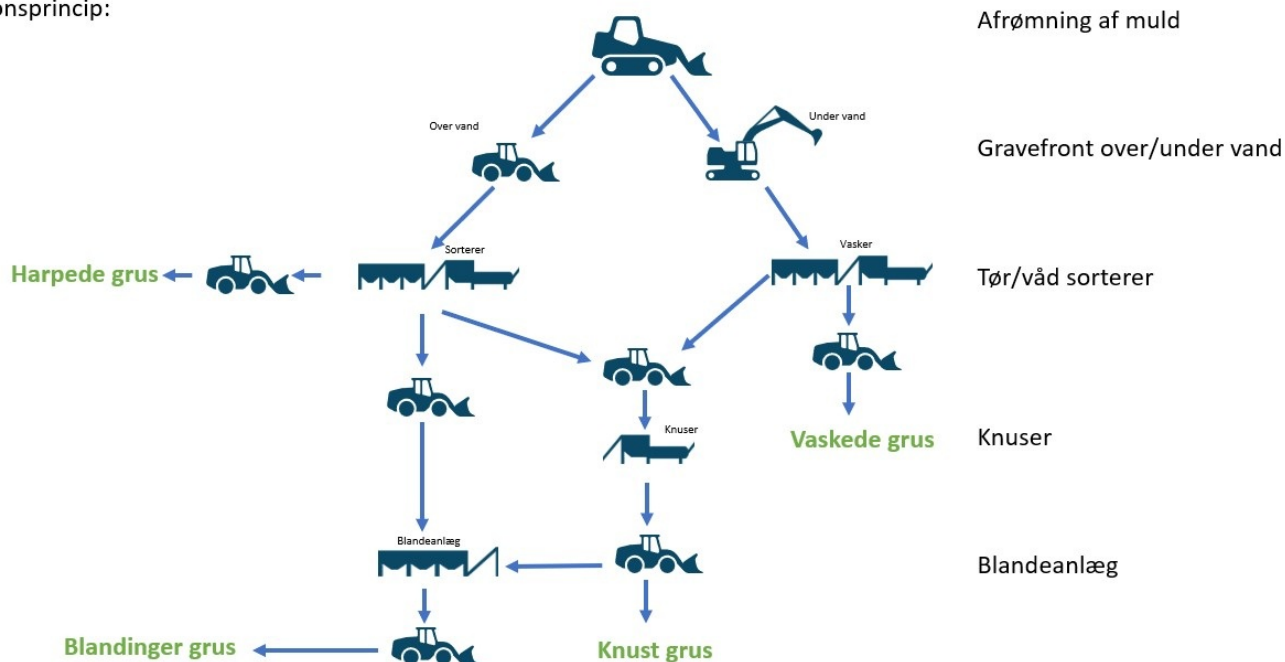 onsprincip:
Afrømning af muld
Over vand
Under vand
Gravefront over/under vand
Sorterer
Vasker
Harpede grus
Tør/våd sorterer
Knuser
Vaskede grus
Knuser
Blandeanlæg
Blandeanlæg
Blandinger grus
Knust grus